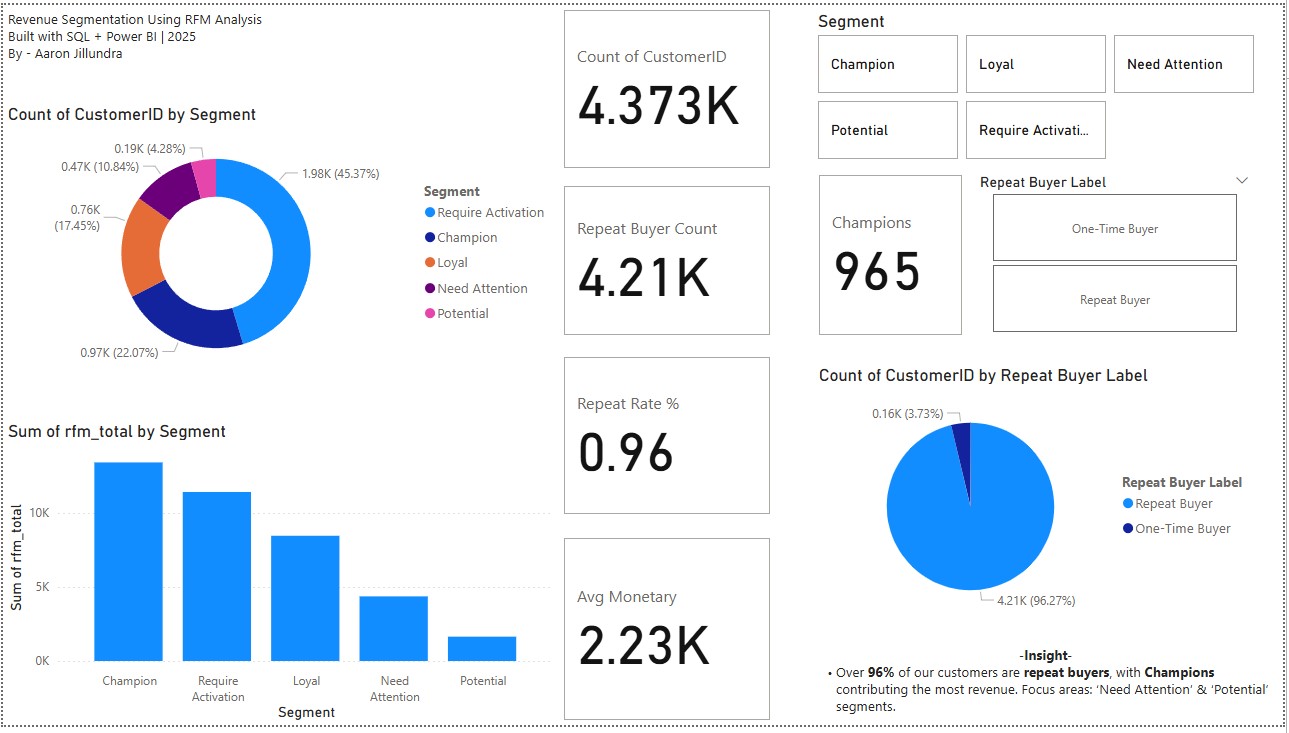 Revenue Segmentation Using RFM Analysis
Built with SQL + Power BI | 2025
By - Aaron Jillundra
Count of CustomerID by Segment
0.19K (4.28%)
0.47K (10.84%)
0.76K
(17.45%)
0.97K (22.07%)
1.98K (45.37%)
Segment
Require Activation
Champion
Loyal
Need Attention
Potential
Sum of rfm_total by Segment
Sum of rfm_total
10K
5K
0K
Champion
Require
Activation
Loyal
Need
Attention
Potential
Segment
Count of CustomerID
4.373K
Repeat Buyer Count
4.21K
Repeat Rate %
0.96
Avg Monetary
2.23K
Segment
Champion
Loyal
Need Attention
Potential
Require Activati...
Champions
965
Repeat Buyer Label
One-Time Buyer
Repeat Buyer
Count of CustomerID by Repeat Buyer Label
0.16K (3.73%)
4.21K (96.27%)
Repeat Buyer Label
Repeat Buyer
One-Time Buyer
-Insight-
• Over 96% of our customers are repeat buyers, with Champions
contributing the most revenue. Focus areas: ‘Need Attention’ & ‘Potential’
segments.